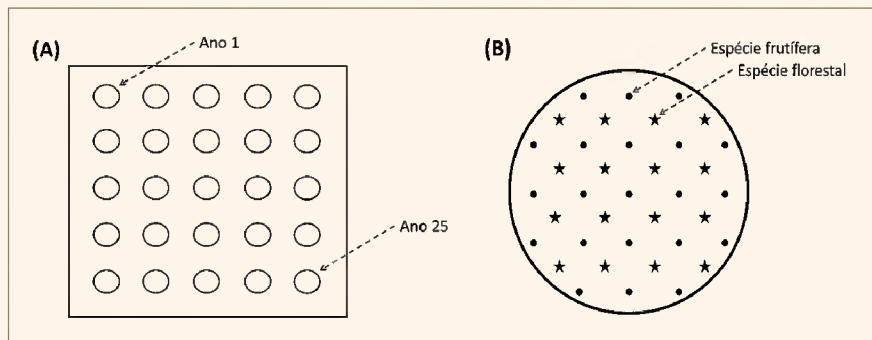 (A)
Ano 1
Ano 25
(B)
Espécie frutífera
Espécie florestal